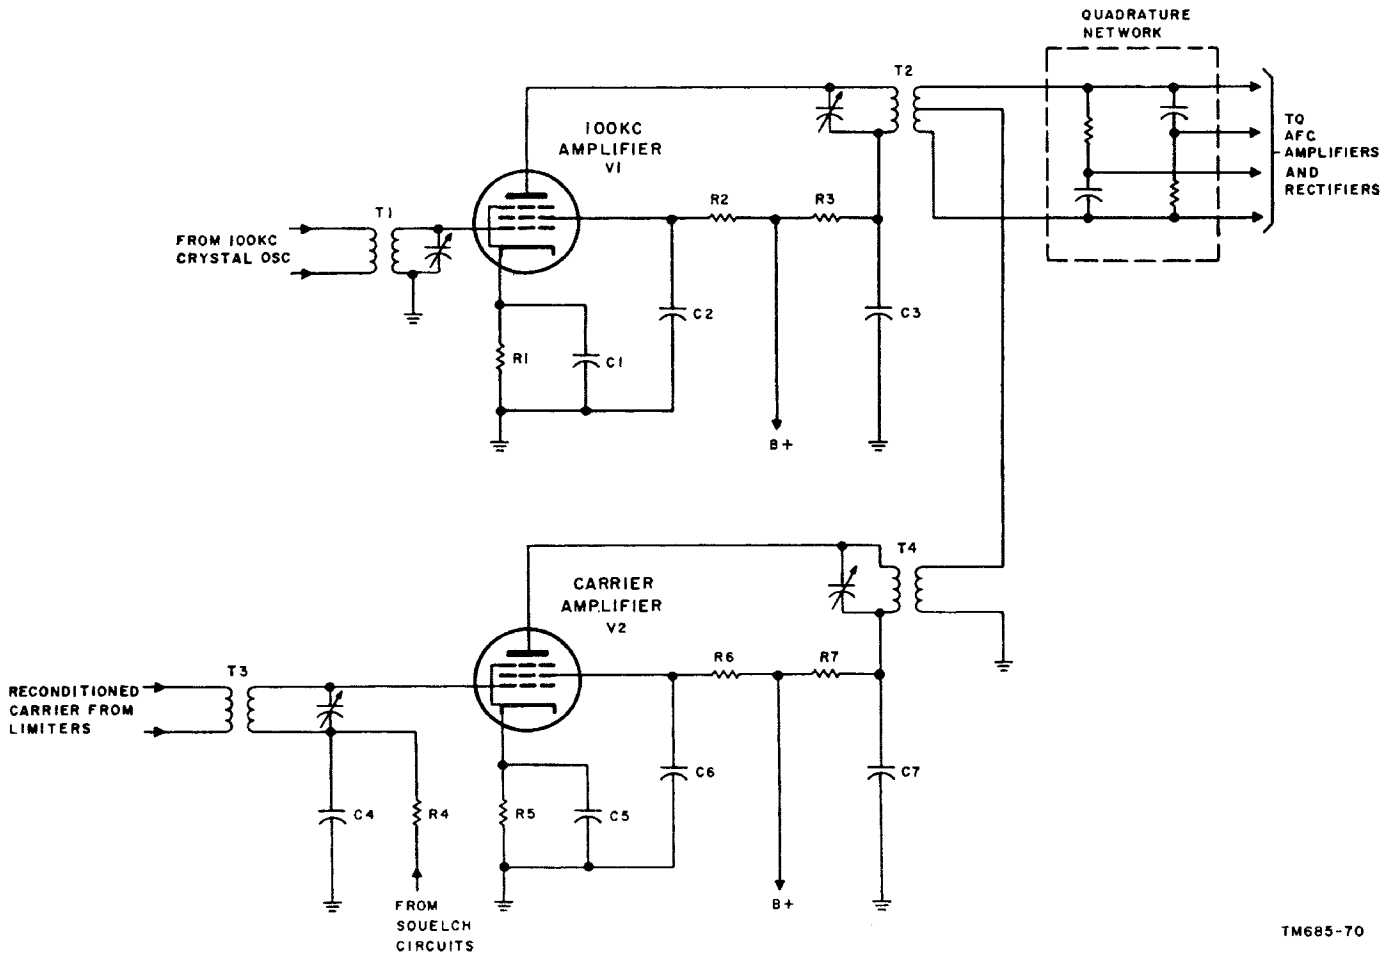 QUADRATURE
NETWORK
T2
100KC
AMPLIFIER
V1
TO
AFC
AMPLIFIERS
AND
RECTIFIERS
R2
R3
T1
FROM 100KC
CRYSTAL OSC
C2
C3
R1
C1
B+
T4
CARRIER
AMPLIFIER
V2
R6
R7
T3
RECONDITIONED
CARRIER FROM
LIMITERS
C6
C7
C4
R4
R5
C5
B+
FROM
SQUELCH
CIRCUITS
TM685-70